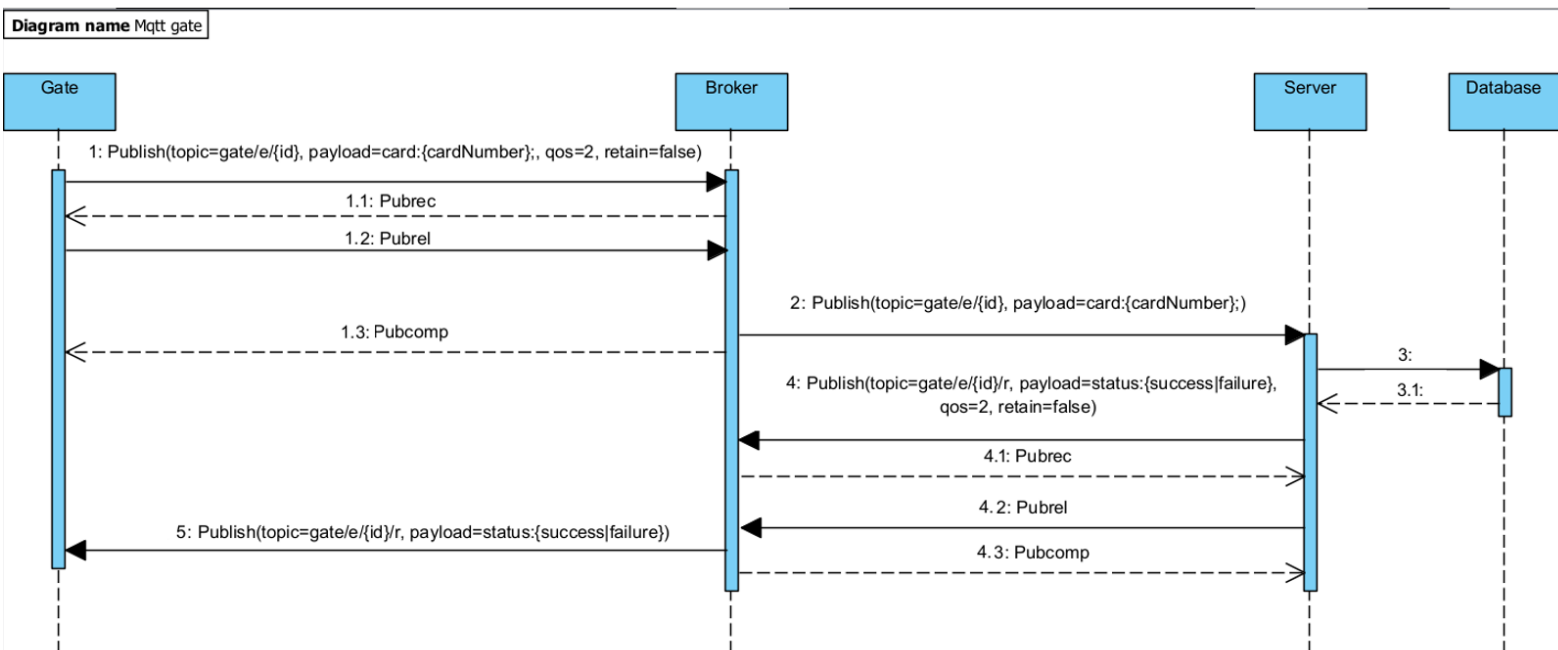 Diagram name Mqtt gate
Gate
Broker
Server
Database
1: Publish(topic=gate/e/{id}, payload=card:{cardNumber};, qos=2, retain=false)
1.1: Pubrec
1.2: Pubrel
2: Publish(topic=gate/e/{id}, payload=card:{cardNumber};)
1.3: Pubcomp
3:
4: Publish(topic=gate/e/{id}/r, payload=status:{success|failure},
qos=2, retain=false)
3.1:
4.1: Pubrec
4.2: Pubrel
5: Publish(topic=gate/e/{id}/r, payload=status:{success|failure})
4.3: Pubcomp